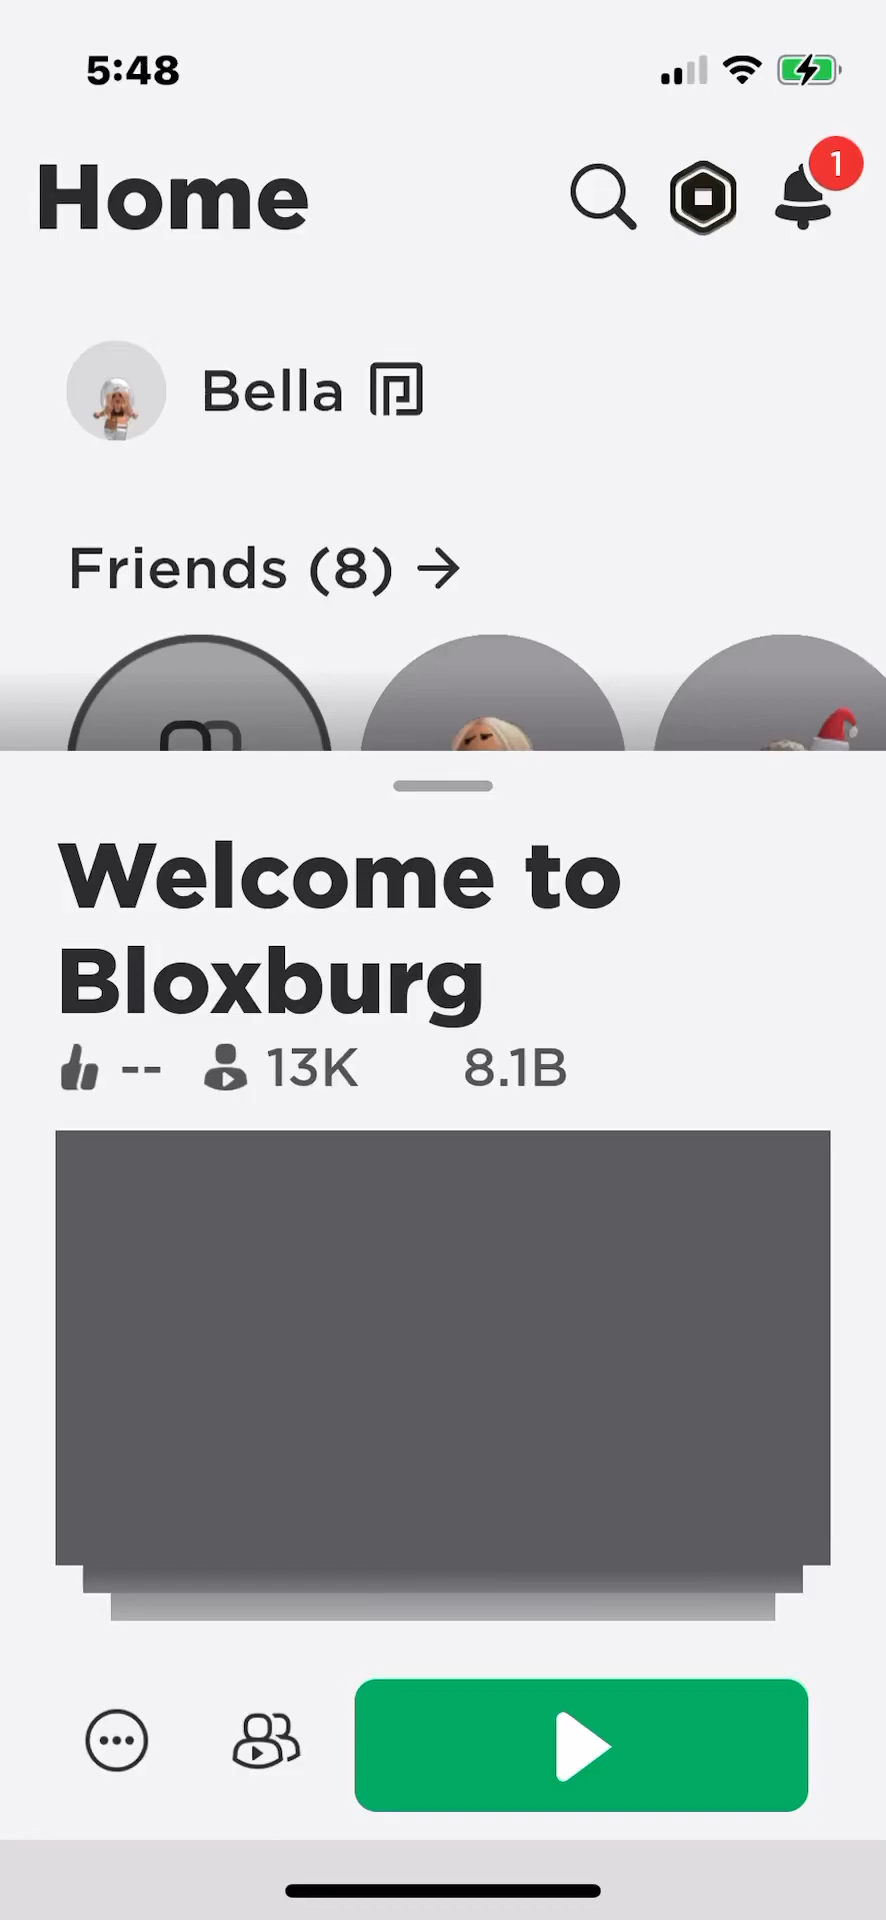 5:48
Home
1
Bella
Friends (8) →
Welcome to
Bloxburg
-- 13K 8.1B